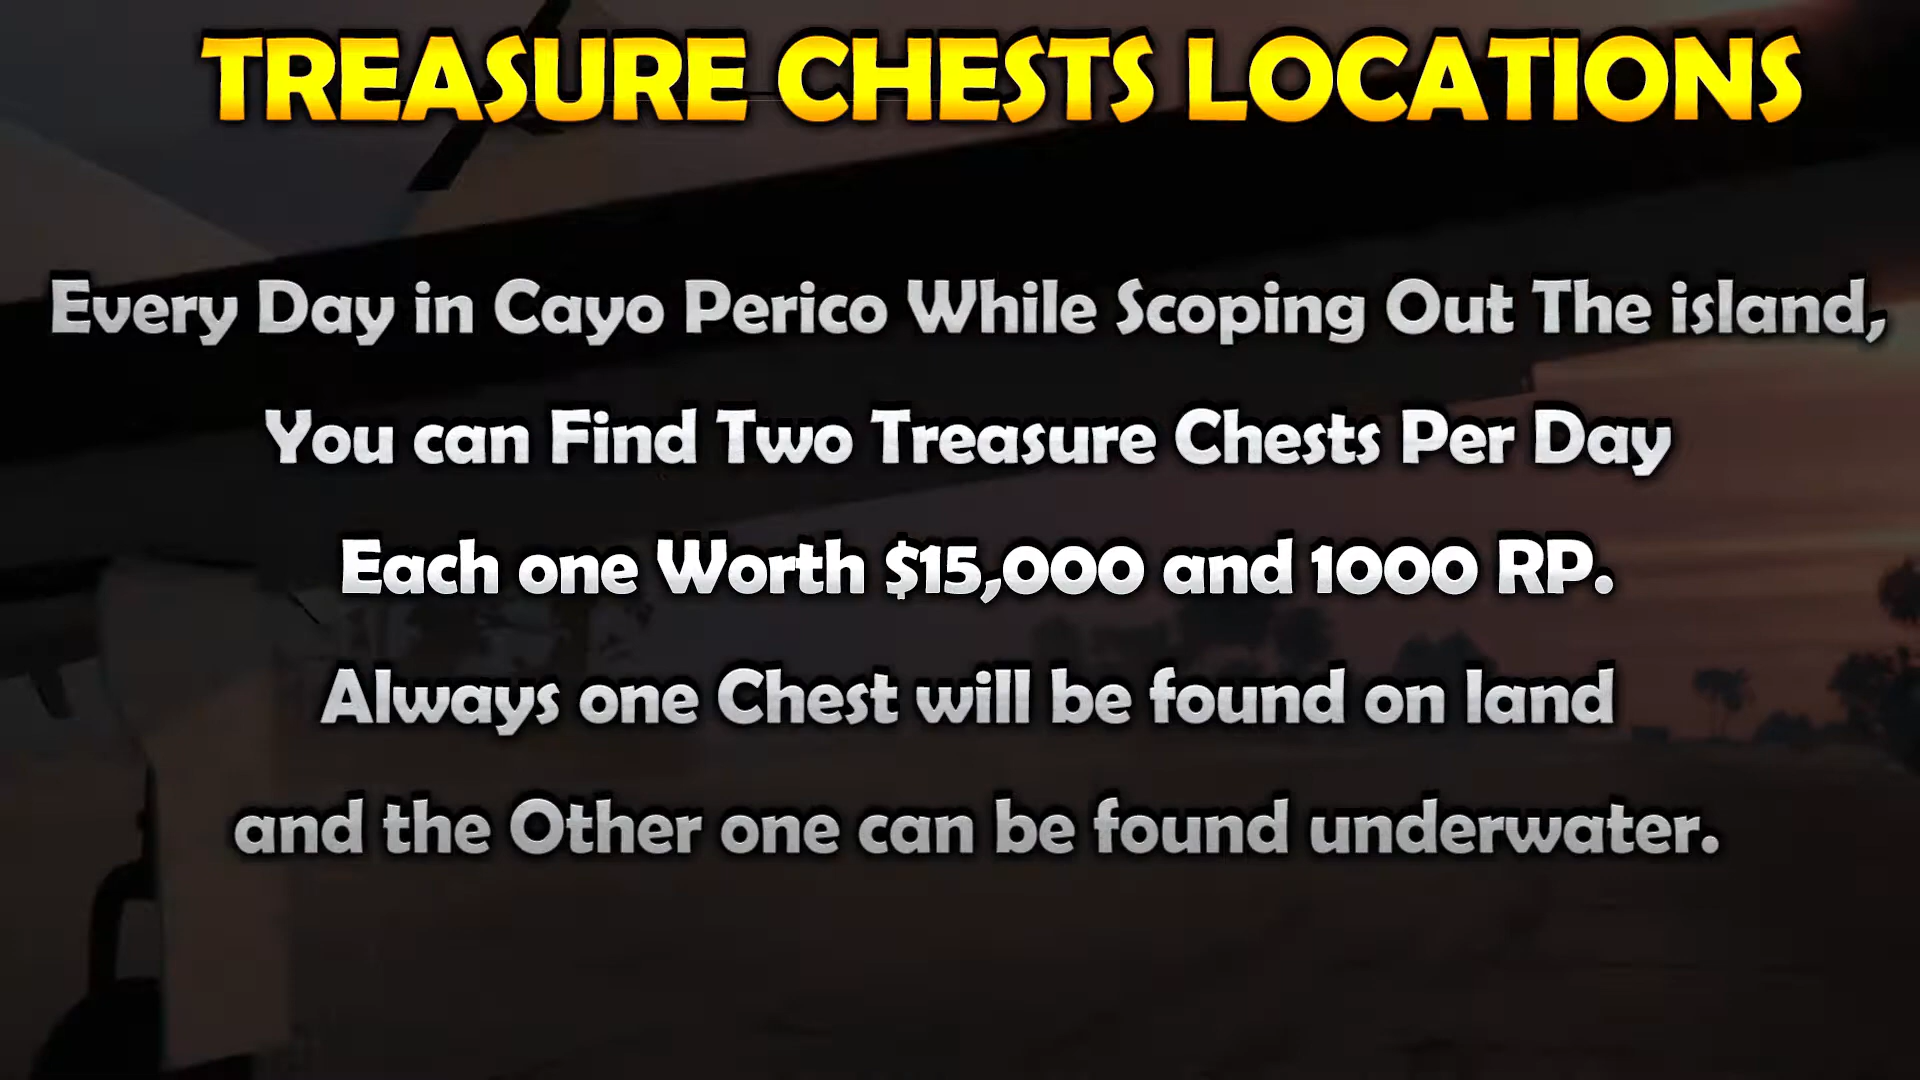 TREASURE CHESTS LOCATIONS
Every Day in Cayo Perico While Scoping Out The island,
You can Find Two Treasure Chests Per Day
Each one Worth $15,000 and 1000 RP.
Always one Chest will be found on land
and the Other one can be found underwater.